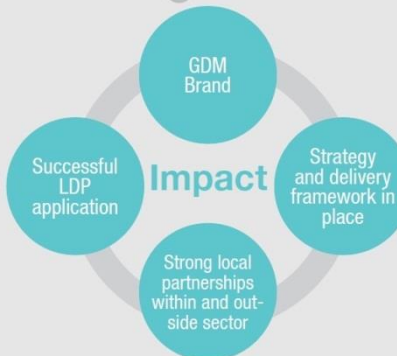 GDM
Brand
Successful
LDP
application
Impact
Strategy
and delivery
framework in
place
Strong local
partnerships
within and out-
side sector